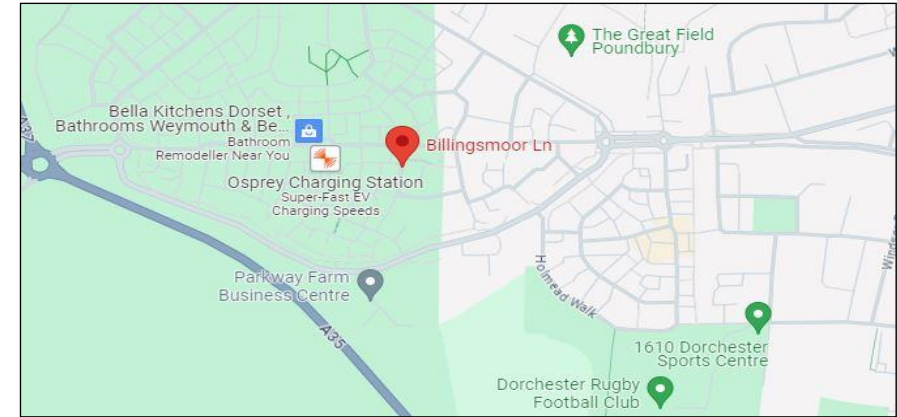 The Great Field
Poundbury
Bella Kitchens Dorset ,
Bathrooms Weymouth & Be...
Bathroom
Remodeller Near You
Billingsmoor Ln
Osprey Charging Station
Super-Fast EV
Charging Speeds
Parkway Farm
Business Centre
Holmead Walk
A35
1610 Dorchester
Sports Centre
Dorchester Rugby
Football Club